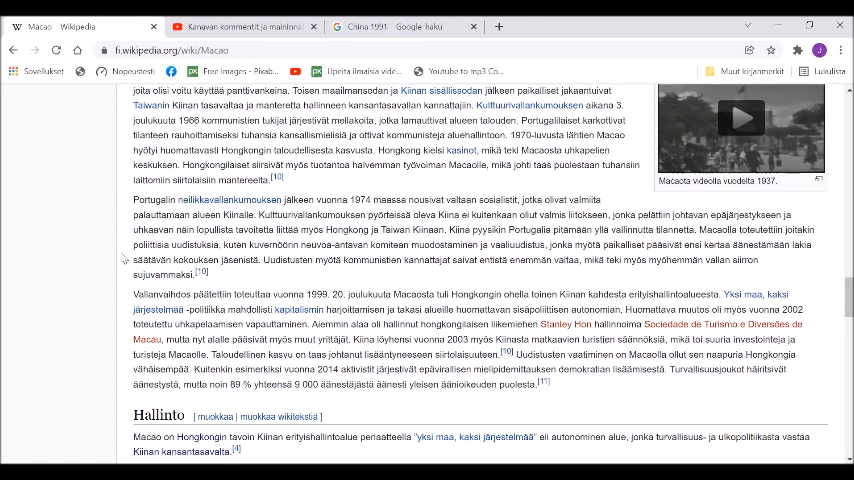 Macao – Wikipedia
Kanavan kommentit ja maininnas
China 1991 - Google-haku
fi.wikipedia.org/wiki/Macao
J
Sovellukset
Nopeustesti
Free Images - Pixab...
Upeita ilmaisia vide...
Youtube to mp3 Co...
Muut kirjanmerkit
Lukulista
joita olisi voitu käyttää panttivankeina. Toisen maailmansodan ja Kiinan sisällissodan jälkeen paikalliset jakaantuivat
Taiwanin Kiinan tasavaltaa ja manteretta hallinneen kansantasavallan kannattajiin. Kulttuurivallankumouksen aikana 3.
joulukuuta 1966 kommunistien tukijat järjestivät mellakoita, jotka lamauttivat alueen talouden. Portugalilaiset karkottivat
tilanteen rauhoittamiseksi tuhansia kansallismielisiä ja ottivat kommunisteja aluehallintoon. 1970-luvusta lähtien Macao
hyötyi huomattavasti Hongkongin taloudellisesta kasvusta. Hongkong kielsi kasinot, mikä teki Macaosta uhkapelien
keskuksen. Hongkongilaiset siirsivät myös tuotantoa halvemman työvoiman Macaolle, mikä johti taas puolestaan tuhansiin
laittomiin siirtolaisiin mantereelta.[10]
Macaota videolla vuodelta 1937.
Portugalin neilikkavallankumouksen jälkeen vuonna 1974 maassa nousivat valtaan sosialistit, jotka olivat valmiita
palauttamaan alueen Kiinalle. Kulttuurivallankumouksen pyörteissä oleva Kiina ei kuitenkaan ollut valmis liitokseen, jonka pelättiin johtavan epäjärjestykseen ja
uhkaavan näin lopullista tavoitetta liittää myös Hongkong ja Taiwan Kiinaan. Kiina pyysikin Portugalia pitämään yllä vallinnutta tilannetta. Macaolla toteutettiin joitakin
poliittisia uudistuksia, kuten kuvernöörin neuvoa-antavan komitean muodostaminen ja vaaliuudistus, jonka myötä paikalliset pääsivät ensi kertaa äänestämään lakia
säätävän kokouksen jäsenistä. Uudistusten myötä kommunistien kannattajat saivat entistä enemmän valtaa, mikä teki myös myöhemmän vallan siirron
sujuvammaksi.[10]
Vallanvaihdos päätettiin toteuttaa vuonna 1999. 20. joulukuuta Macaosta tuli Hongkongin ohella toinen Kiinan kahdesta erityishallintoalueesta. Yksi maa, kaksi
järjestelmää -politiikka mahdollisti kapitalismin harjoittamisen ja takasi alueille huomattavan sisäpoliittisen autonomian. Huomattava muutos oli myös vuonna 2002
toteutettu uhkapelaamisen vapauttaminen. Aiemmin alaa oli hallinnut hongkongilaisen liikemiehen Stanley Hon hallinnoima Sociedade de Turismo e Diversões de
Macau, mutta nyt alalle pääsivät myös muut yrittäjät. Kiina löyhensi vuonna 2003 myös Kiinasta matkaavien turistien säännöksiä, mikä toi suuria investointeja ja
turisteja Macaolle. Taloudellinen kasvu on taas johtanut lisääntyneeseen siirtolaisuuteen.[10] Uudistusten vaatiminen on Macaolla ollut sen naapuria Hongkongia
vähäisempää. Kuitenkin esimerkiksi vuonna 2014 aktivistit järjestivät epävirallisen mielipidemittauksen demokratian lisäämisestä. Turvallisuusjoukot häiritsivät
äänestystä, mutta noin 89 % yhteensä 9 000 äänestäjästä äänesti yleisen äänioikeuden puolesta.[11]
Hallinto [ muokkaa | muokkaa wikitekstiä ]
Macao on Hongkongin tavoin Kiinan erityishallintoalue periaatteella "yksi maa, kaksi järjestelmää" eli autonominen alue, jonka turvallisuus- ja ulkopolitiikasta vastaa
Kiinan kansantasavalta.[4]